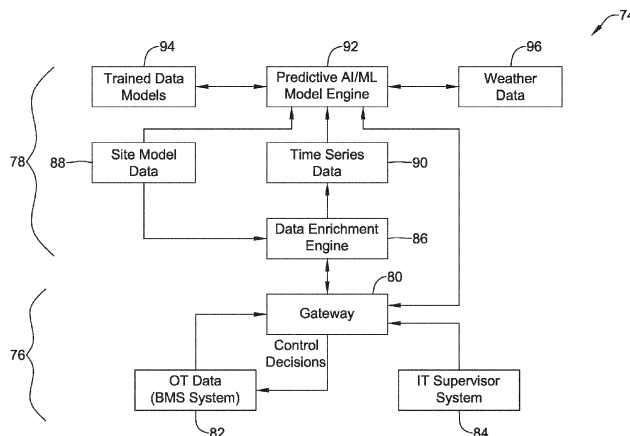 74
94
92
96
Trained Data
Models
Predictive AI/ML
Model Engine
Weather
Data
78
88
Site Model
Data
Time Series
Data
90
Data Enrichment
Engine
86
80
Gateway
76
Control
Decisions
OT Data
(BMS System)
IT Supervisor
System
82
84